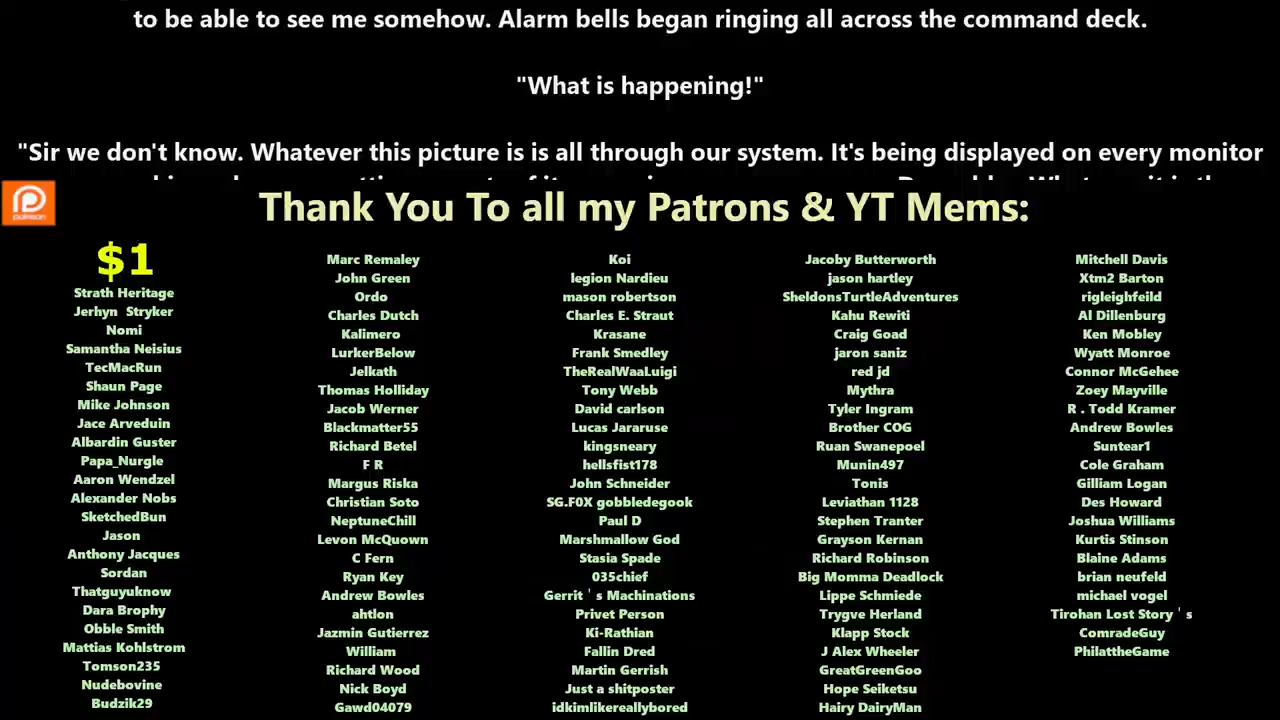 to be able to see me somehow. Alarm bells began ringing all across the command deck.
"What is happening!"
"Sir we don't know. Whatever this picture is is all through our system. It's being displayed on every monitor
patreon
Thank You To all my Patrons & YT Mems:
$1
Strath Heritage
Jerhyn Stryker
Nomi
Samantha Neisius
TecMacRun
Shaun Page
Mike Johnson
Jace Arveduin
Albardin Guster
Papa_Nurgle
Aaron Wendzel
Alexander Nobs
SketchedBun
Jason
Anthony Jacques
Sordan
Thatguyuknow
Dara Brophy
Obble Smith
Mattias Kohlstrom
Tomson235
Nudebovine
Budzik29
Marc Remaley
John Green
Ordo
Charles Dutch
Kalimero
LurkerBelow
Jelkath
Thomas Holliday
Jacob Werner
Blackmatter55
Richard Betel
F R
Margus Riska
Christian Soto
NeptuneChill
Levon McQuown
C Fern
Ryan Key
Andrew Bowles
ahtlon
Jazmin Gutierrez
William
Richard Wood
Nick Boyd
Gawd04079
Koi
legion Nardieu
mason robertson
Charles E. Straut
Krasane
Frank Smedley
TheRealWaaLuigi
Tony Webb
David carlson
Lucas Jararuse
kingsneary
hellsfist178
John Schneider
SG.F0X gobbledegook
Paul D
Marshmallow God
Stasia Spade
035chief
Gerrit ' s Machinations
Privet Person
Ki-Rathian
Fallin Dred
Martin Gerrish
Just a shitposter
idkimlikereallybored
Jacoby Butterworth
jason hartley
SheldonsTurtleAdventures
Kahu Rewiti
Craig Goad
jaron saniz
red jd
Mythra
Tyler Ingram
Brother COG
Ruan Swanepoel
Munin497
Tonis
Leviathan 1128
Stephen Tranter
Grayson Kernan
Richard Robinson
Big Momma Deadlock
Lippe Schmiede
Trygve Herland
Klapp Stock
J Alex Wheeler
GreatGreenGoo
Hope Seiketsu
Hairy DairyMan
Mitchell Davis
Xtm2 Barton
rigleighfeild
Al Dillenburg
Ken Mobley
Wyatt Monroe
Connor McGehee
Zoey Mayville
R . Todd Kramer
Andrew Bowles
Suntear1
Cole Graham
Gilliam Logan
Des Howard
Joshua Williams
Kurtis Stinson
Blaine Adams
brian neufeld
michael vogel
Tirohan Lost Story ' s
ComradeGuy
PhilattheGame